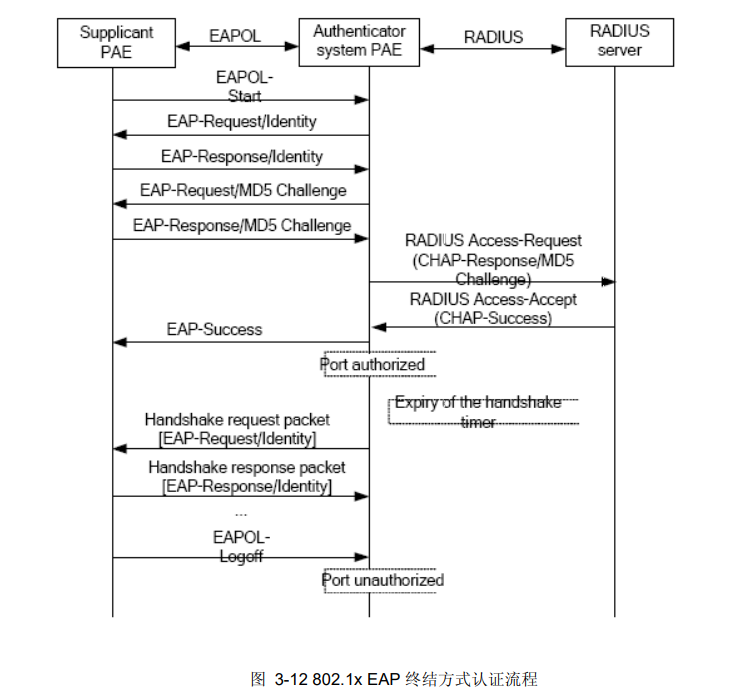 Supplicant
PAE
EAPOL
Authenticator
system PAE
RADIUS
RADIUS
server
EAPOL-
Start
EAP-Request/Identity
EAP-Response/Identity
EAP-Request/MD5 Challenge
EAP-Response/MD5 Challenge
RADIUS Access-Request
(CHAP-Response/MD5
Challenge)
RADIUS Access-Accept
(CHAP-Success)
EAP-Success
Port authorized
Expiry of the handshake
timer
Handshake request packet
[EAP-Request/Identity]
Handshake response packet
[EAP-Response/Identity]
...
EAPOL-
Logoff
Port unauthorized
图 3-12 802.1x EAP 终结方式认证流程